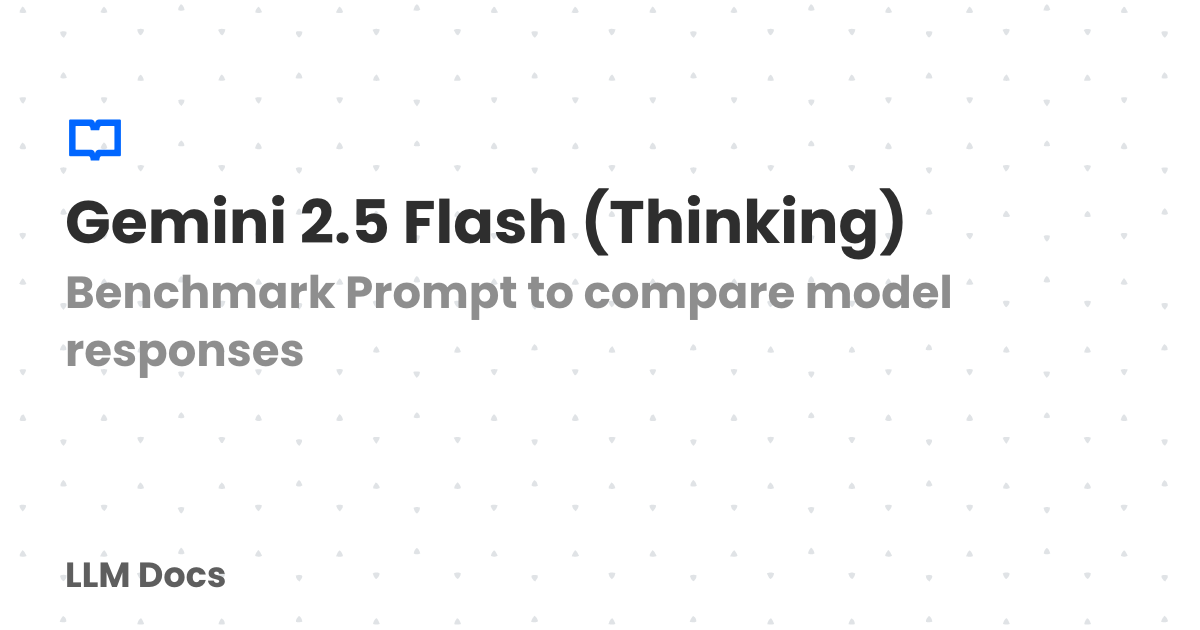 Gemini 2.5 Flash (Thinking)
Benchmark Prompt to compare model
responses
LLM Docs